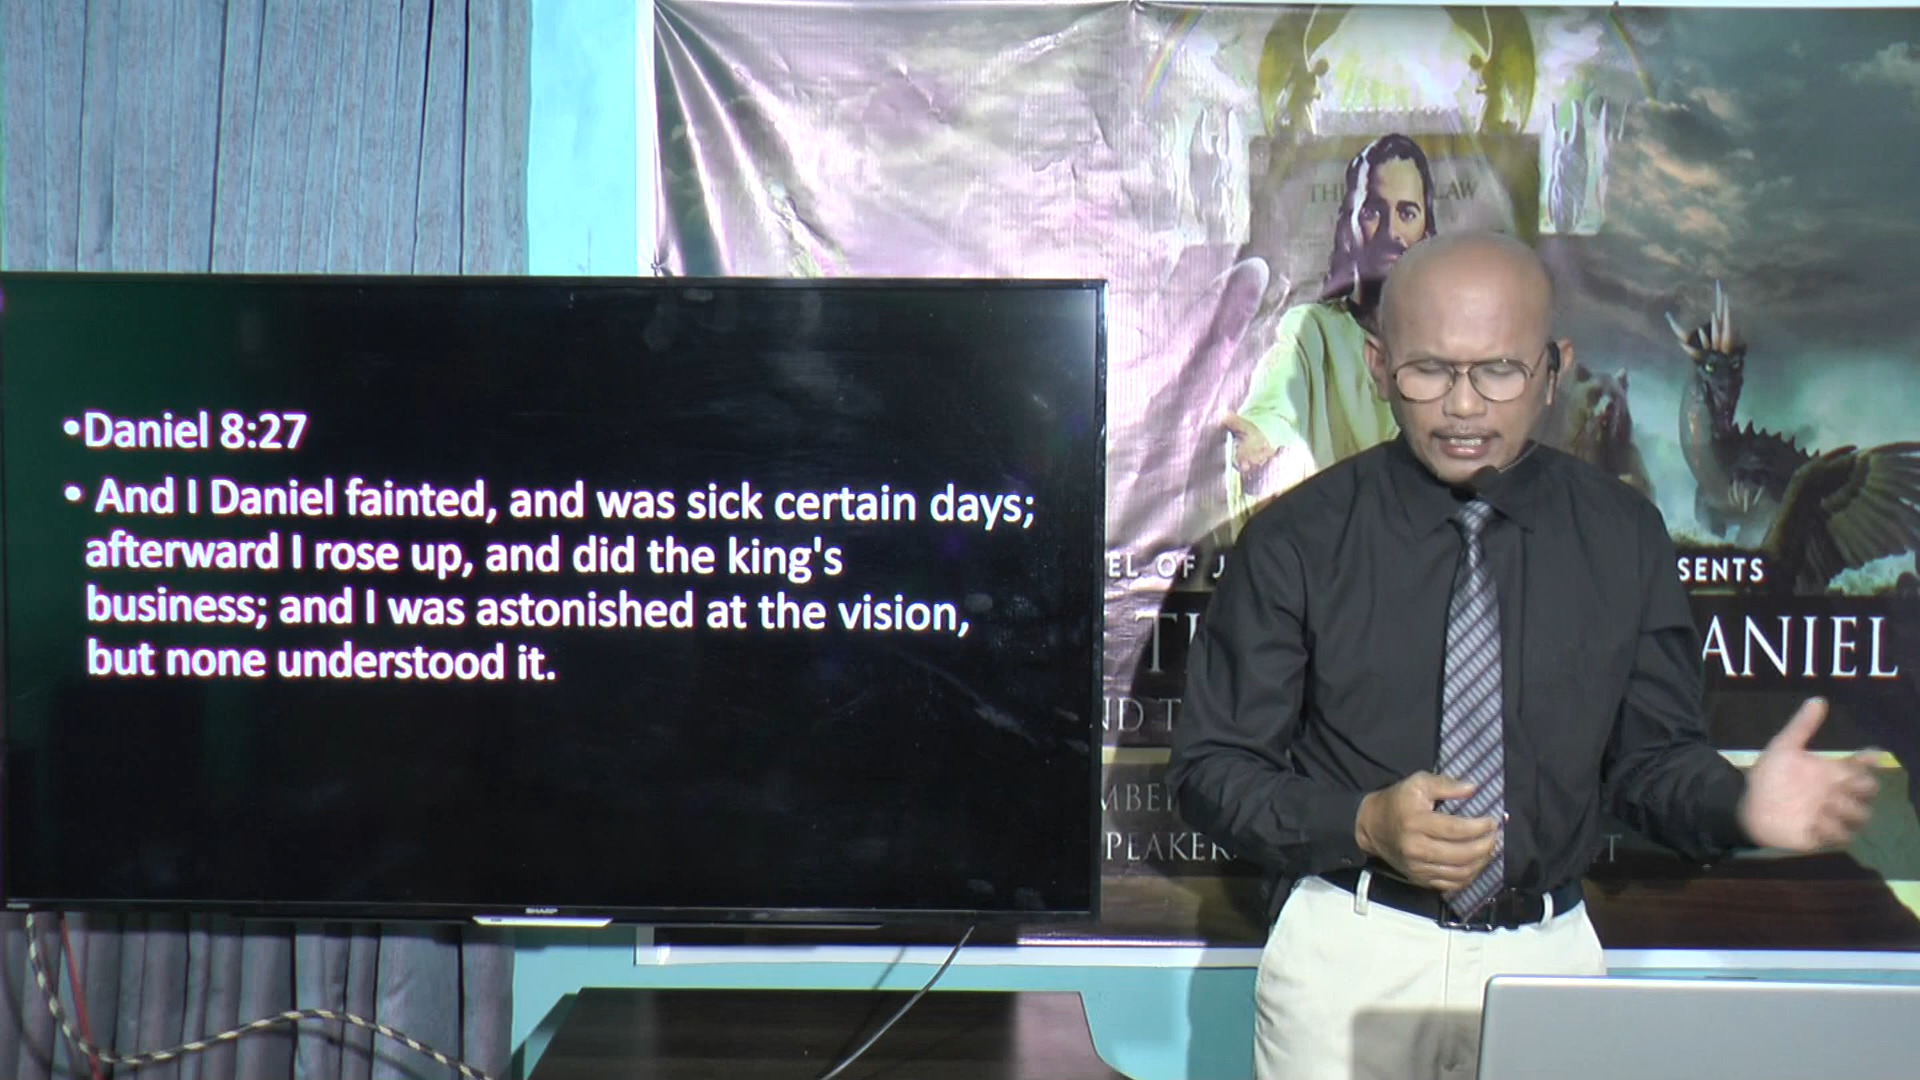 THE LAW
•Daniel 8:27
• And I Daniel fainted, and was sick certain days;
afterward I rose up, and did the king's
business; and I was astonished at the vision,
but none understood it.
SHARP
OF SENTS
ANIEL